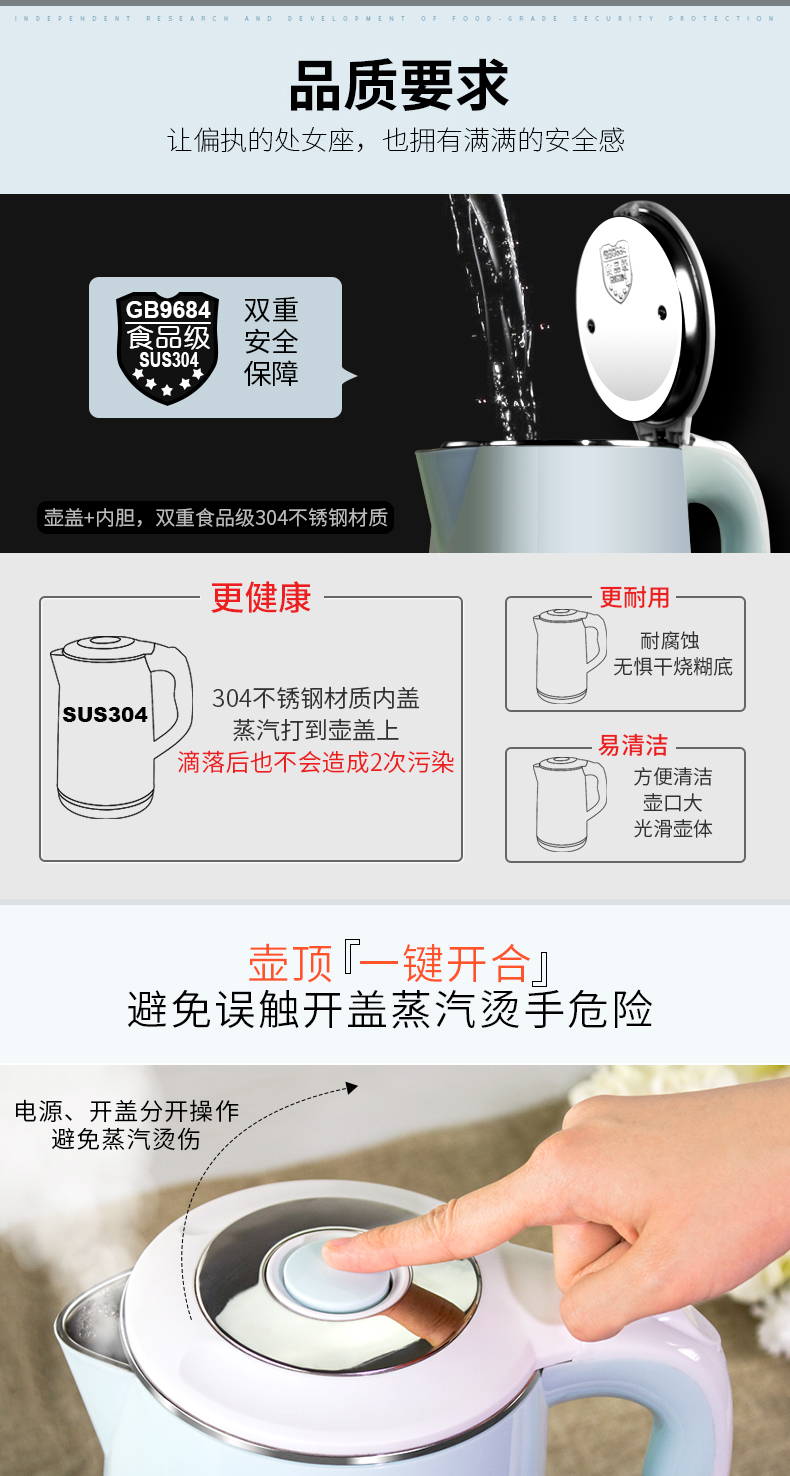 INDEPENDENT RESEARCH AND DEVELOPMENT OF FOOD-GRADE SECURITY PROTECTION
品质要求
让偏执的处女座，也拥有满满的安全感
GB9684
食品级
SUS304
双重
安全
保障
壶盖+内胆，双重食品级304不锈钢材质
更健康
SUS304
304不锈钢材质内盖
蒸汽打到壶盖上
滴落后也不会造成2次污染
更耐用
耐腐蚀
无惧干烧糊底
易清洁
方便清洁
壶口大
光滑壶体
壶顶『一键开合』
避免误触开盖蒸汽烫手危险
电源、开盖分开操作
避免蒸汽烫伤